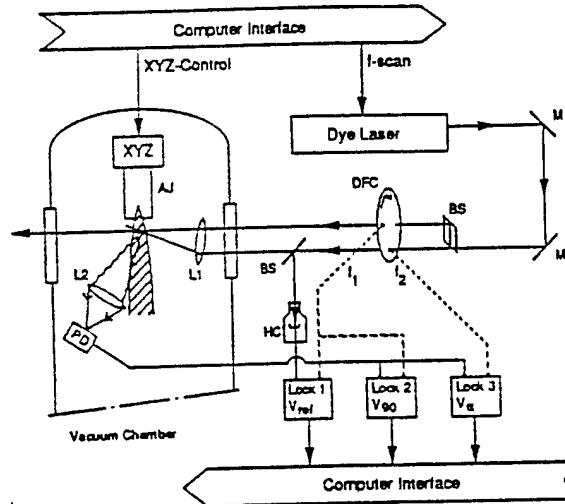 Computer Interface
XYZ-Control
f-scan
M
Dye Laser
XYZ
AJ
DFC
BS
M
L2
L1
BS
f1
f2
PD
HC
Lock 1
Vref
Lock 2
V90
Lock 3
Vα
Vacuum Chamber
Computer Interface